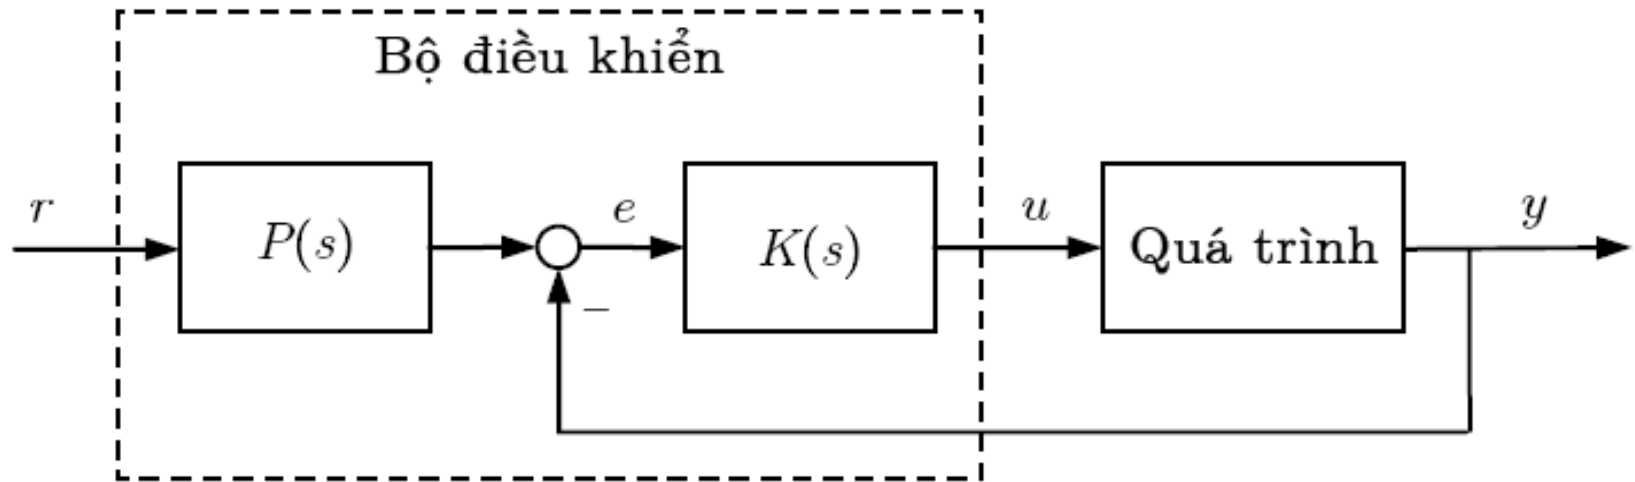 Bộ điều khiển
r
P(s)
e
K(s)
u
Quá trình
y
−